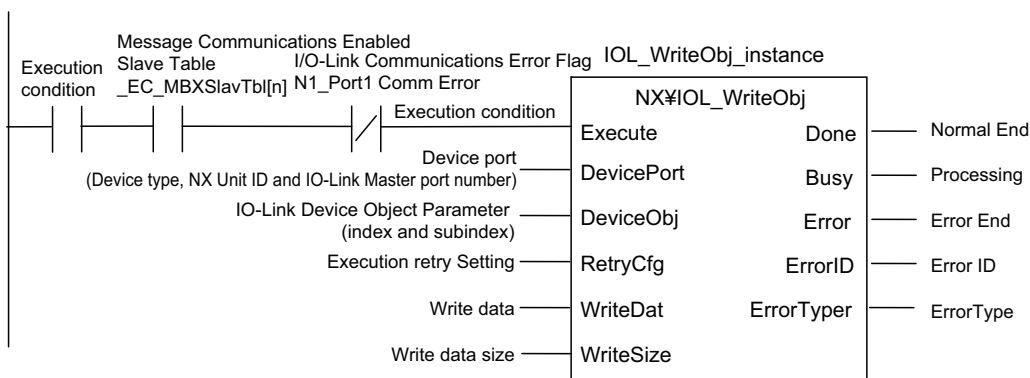 Message Communications Enabled
Execution Slave Table I/O-Link Communications Error Flag IOL_WriteObj_instance
condition _EC_MBXSlavTbl[n] N1_Port1 Comm Error
NX¥IOL_WriteObj
Execution condition
Execute Done Normal End
Device port
(Device type, NX Unit ID and IO-Link Master port number)
DevicePort Busy Processing
IO-Link Device Object Parameter
(index and subindex)
DeviceObj Error Error End
Execution retry Setting RetryCfg ErrorID Error ID
Write data WriteDat ErrorTyper ErrorType
Write data size WriteSize